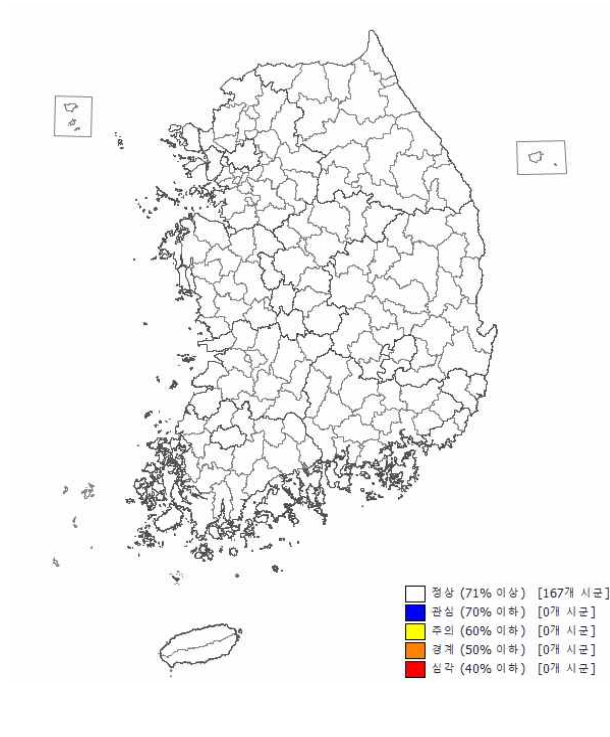 정상 (71% 이상) [167개 시군]
관심 (70% 이하) [0개 시군]
주의 (60% 이하) [0개 시군]
경계 (50% 이하) [0개 시군]
심각 (40% 이하) [0개 시군]